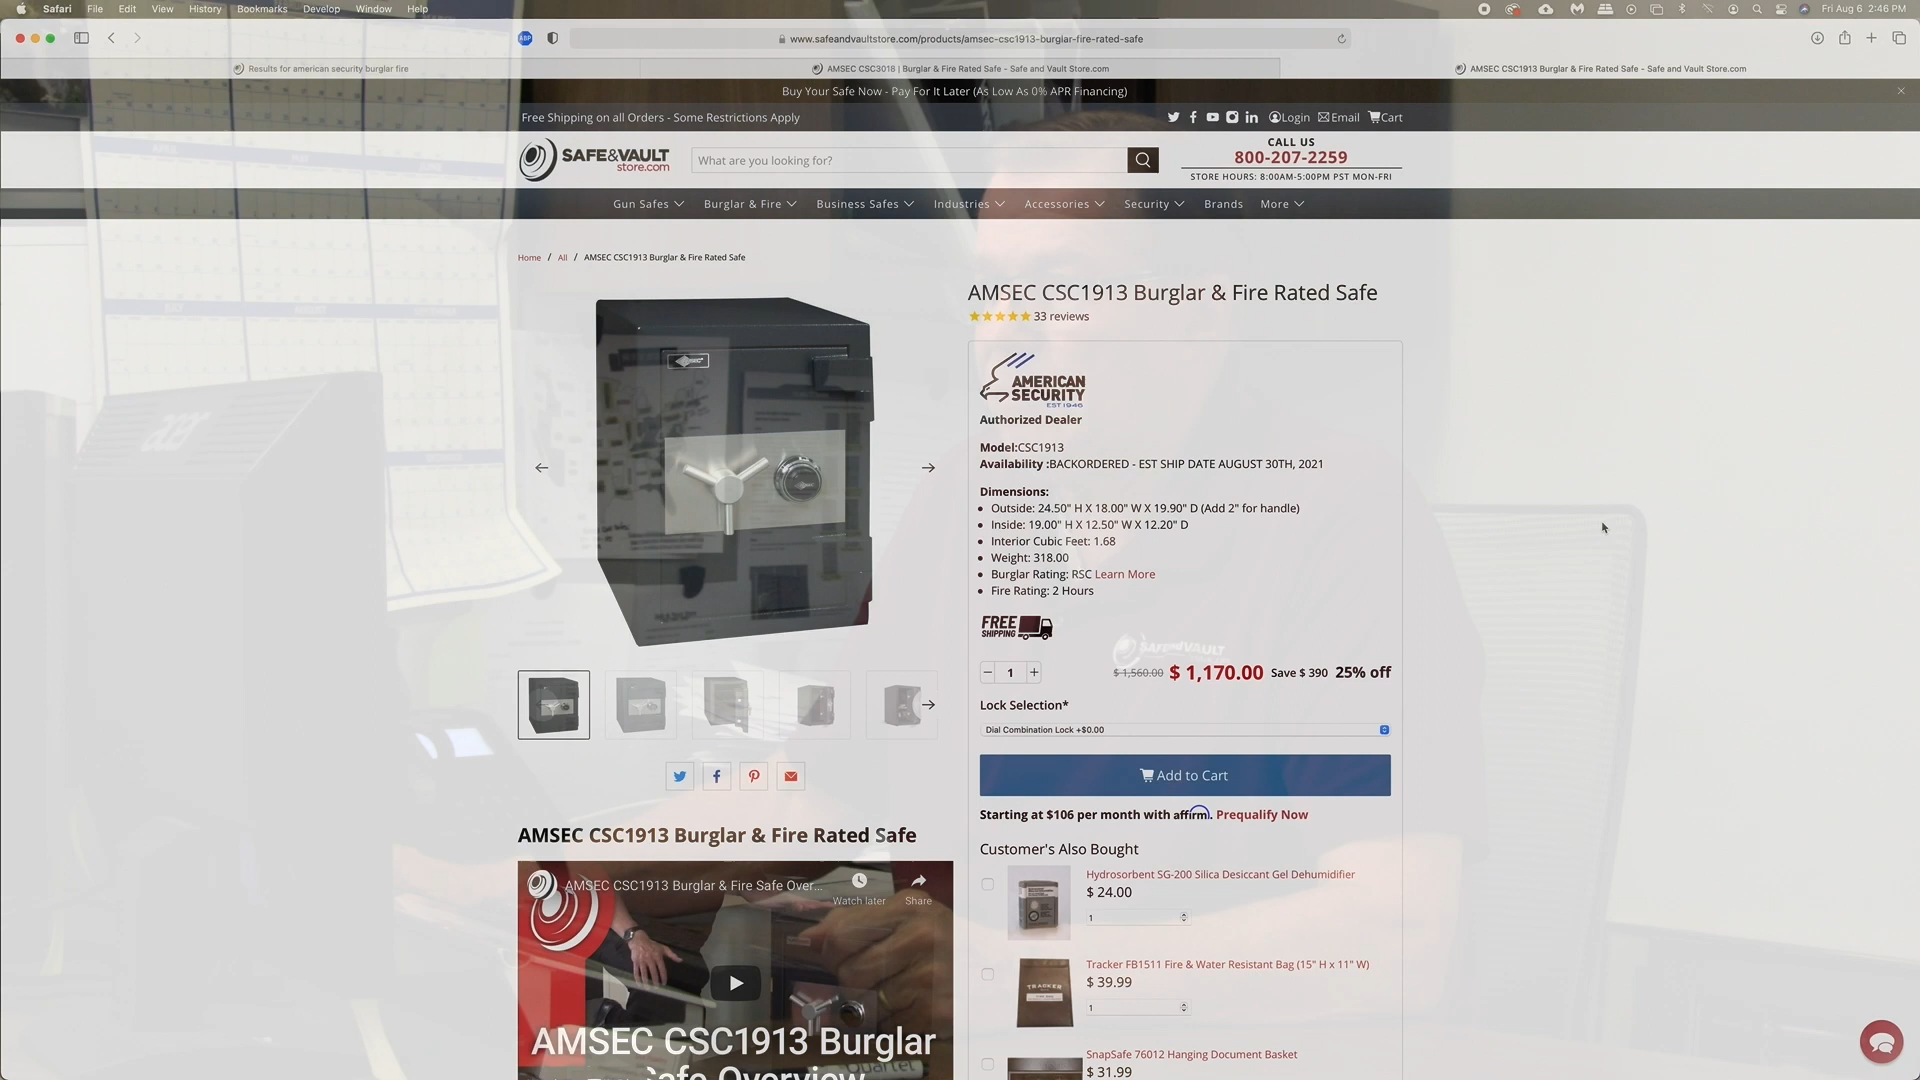 Safari File Edit View History Bookmarks Develop Window Help
Fri Aug 6 2:46 PM
ABP
www.safeandvaultstore.com/products/amsec-csc1913-burglar-fire-rated-safe
Results for american security burglar fire
AMSEC CSC3018 | Burglar & Fire Rated Safe - Safe and Vault Store.com
AMSEC CSC1913 Burglar & Fire Rated Safe - Safe and Vault Store.com
Buy Your Safe Now - Pay For It Later (As Low As 0% APR Financing)
Free Shipping on all Orders - Some Restrictions Apply
Login Email Cart
SAFE&VAULT
store.com
What are you looking for?
CALL US
800-207-2259
STORE HOURS: 8:00AM-5:00PM PST MON-FRI
Gun Safes Burglar & Fire Business Safes Industries Accessories Security Brands More
Home / All / AMSEC CSC1913 Burglar & Fire Rated Safe
AMSEC CSC1913 Burglar & Fire Rated Safe
33 reviews
AMERICAN
SECURITY
EST 1946
Authorized Dealer
Model:CSC1913
Availability :BACKORDERED - EST SHIP DATE AUGUST 30TH, 2021
Dimensions:
Outside: 24.50" H X 18.00" W X 19.90" D (Add 2" for handle)
Inside: 19.00" H X 12.50" W X 12.20" D
Interior Cubic Feet: 1.68
Weight: 318.00
Burglar Rating: RSC Learn More
Fire Rating: 2 Hours
FREE
SHIPPING
SAFEandVAULT
1
$ 1,560.00 $ 1,170.00 Save $ 390 25% off
Lock Selection*
Dial Combination Lock +$0.00
Add to Cart
Starting at $106 per month with affirm. Prequalify Now
Customer's Also Bought
Hydrosorbent SG-200 Silica Desiccant Gel Dehumidifier
$ 24.00
1
Tracker FB1511 Fire & Water Resistant Bag (15" H x 11" W)
$ 39.99
1
TRACKER
SnapSafe 76012 Hanging Document Basket
$ 31.99
AMSEC CSC1913 Burglar & Fire Rated Safe
AMSEC CSC1913 Burglar & Fire Safe Over...
Watch later
Share
AMSEC CSC1913 Burglar
Safe Overview
Quartet
acer